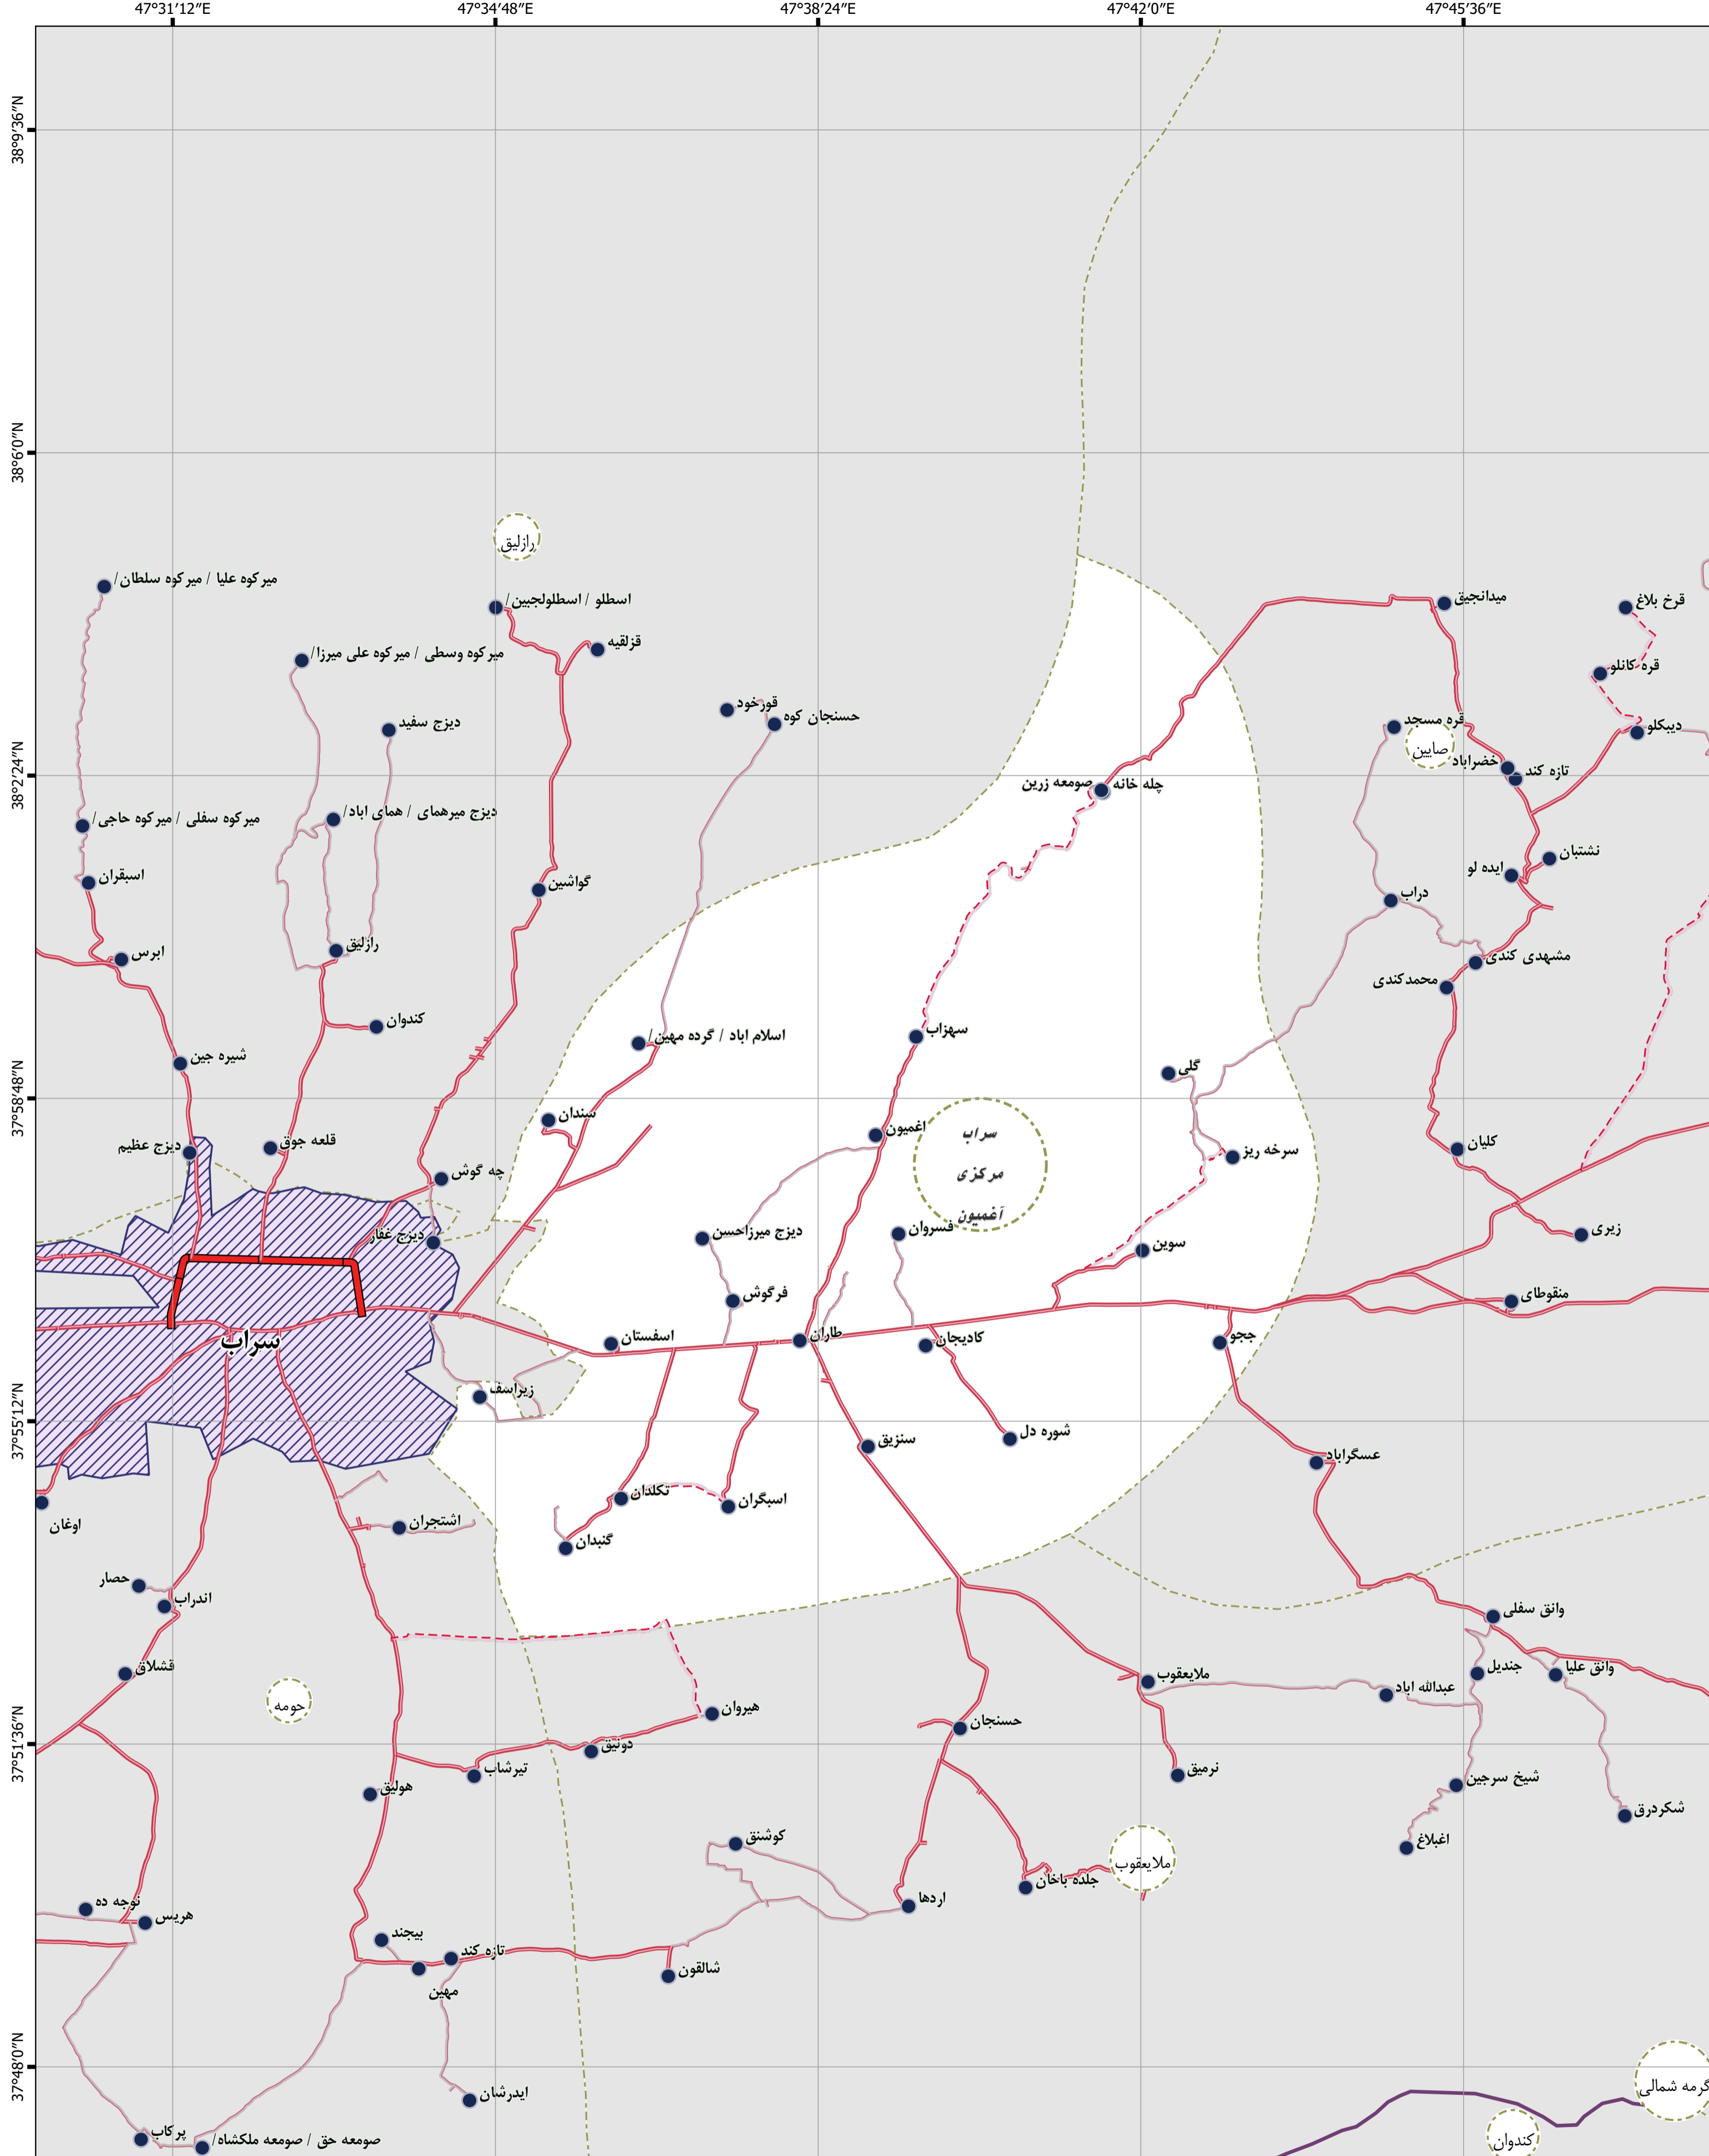 47°31'12"E
47°34'48"E
47°38'24"E
47°42'0"E
47°45'36"E
38°9'36"N
38°6'0"N
رازلیق
میرکوه علیا / میرکوه سلطان/
اسطلو / اسطلولجبین/
میدانجیق
قرخ بلاغ
قزلقیه
میرکوه وسطی / میرکوه علی میرزا/
قره کانلو
قورخود
حسنجان کوه
دیزج سفید
قره مسجد
دیبکلو
صایین
خضراباد
تازه کند
38°2'24"N
صومعه زرین
چله خانه
دیزج میرهمای / همای اباد/
میرکوه سفلی / میرکوه حاجی/
نشتبان
ایده لو
اسبقران
گواشین
دراب
رازلیق
ابرس
مشهدی کندی
محمدکندی
کندوان
سهزاب
اسلام اباد / گرده مهین/
شیره جین
گلی
37°58'48"N
سندان
اغمیون
سراب
مرکزی
آغمیون
دیزج عظیم
قلعه جوق
کلیان
سرخه ریز
چه گوش
دیزج غفار
دیزج میرزاحسن
فسروان
زیری
سوین
فرگوش
منقوطای
سراب
اسفستان
طاران
کادیجان
ججو
زیراسف
37°55'12"N
شوره دل
سنزیق
عسگراباد
تکلدان
اسبگران
اوغان
اشتجران
گنبدان
حصار
اندراب
وانق سفلی
قشلاق
ملایعقوب
جندیل
وانق علیا
عبدالله اباد
حومه
هیروان
حسنجان
37°51'36"N
دونیق
تیرشاب
نرمیق
شیخ سرجین
هولیق
شکردرق
کوشنق
اغبلاغ
ملایعقوب
جلده باخان
اردها
نوجه ده
هریس
بیجند
تازه کند
شالقون
مهین
37°48'0"N
ایدرشان
گرمه شمالی
کندوان
پرکاب
صومعه حق / صومعه ملکشاه/